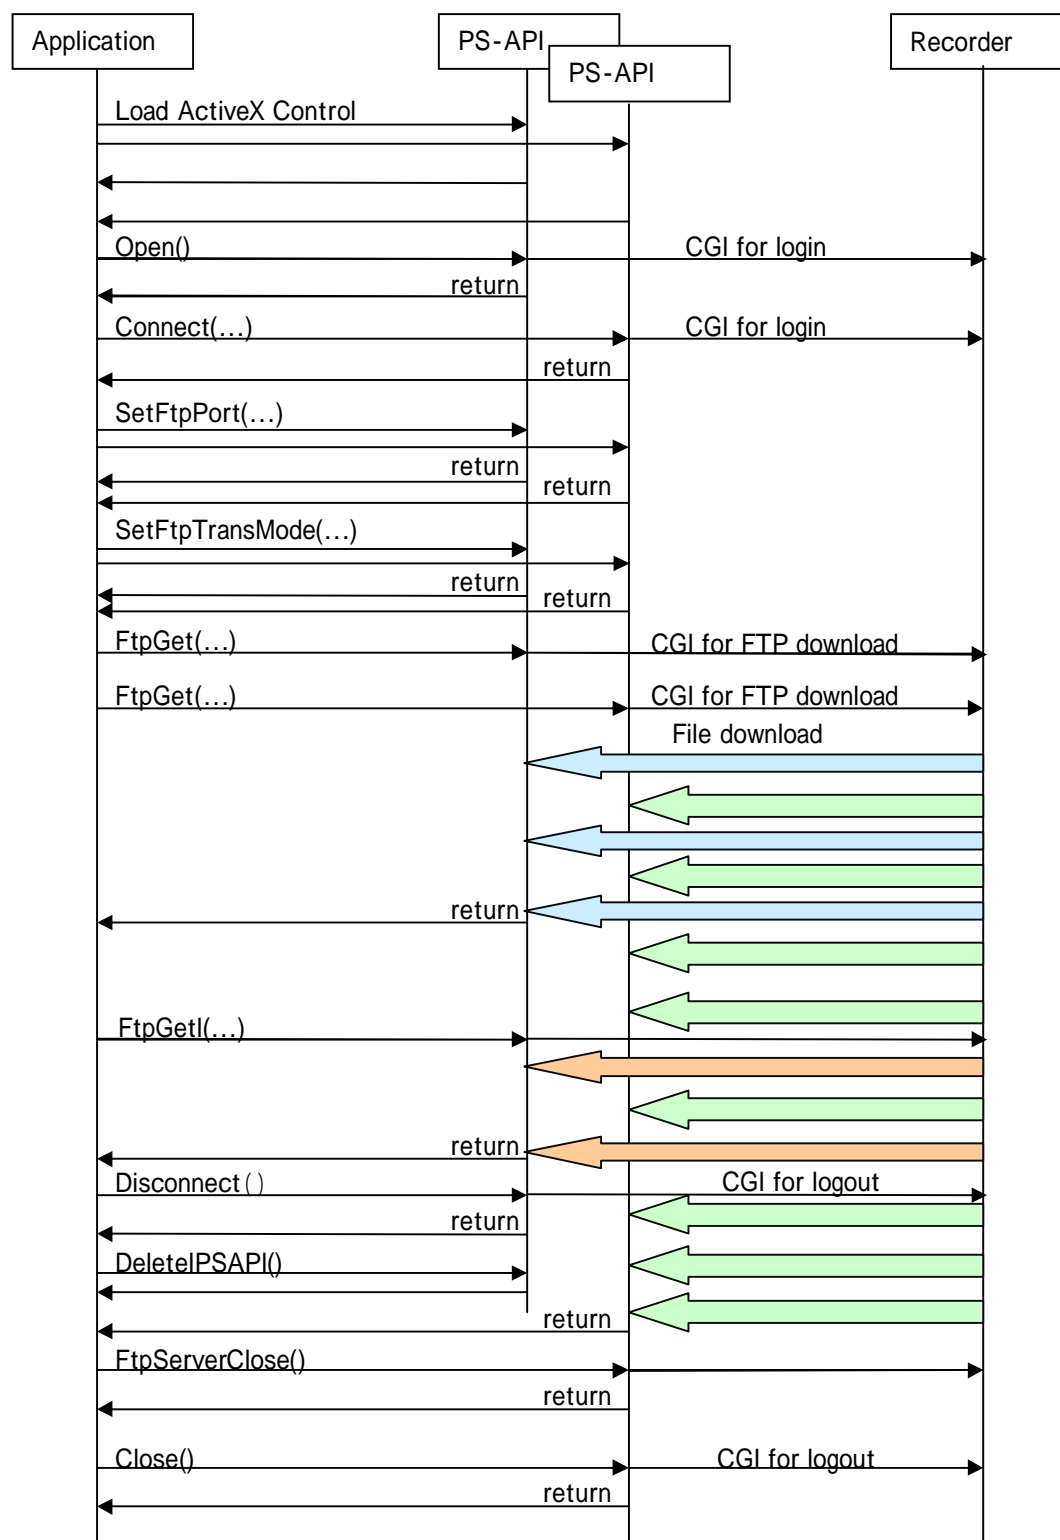 Application
PS-API
Recorder
PS-API
Load ActiveX Control
Open()
CGI for login
return
Connect(...)
CGI for login
return
SetFtpPort(...)
return
return
SetFtpTransMode(...)
return
return
FtpGet(...)
CGI for FTP download
FtpGet(...)
CGI for FTP download
File download
return
FtpGetI(...)
return
Disconnect()
CGI for logout
return
DeleteIPSAPI()
return
FtpServerClose()
return
Close()
CGI for logout
return